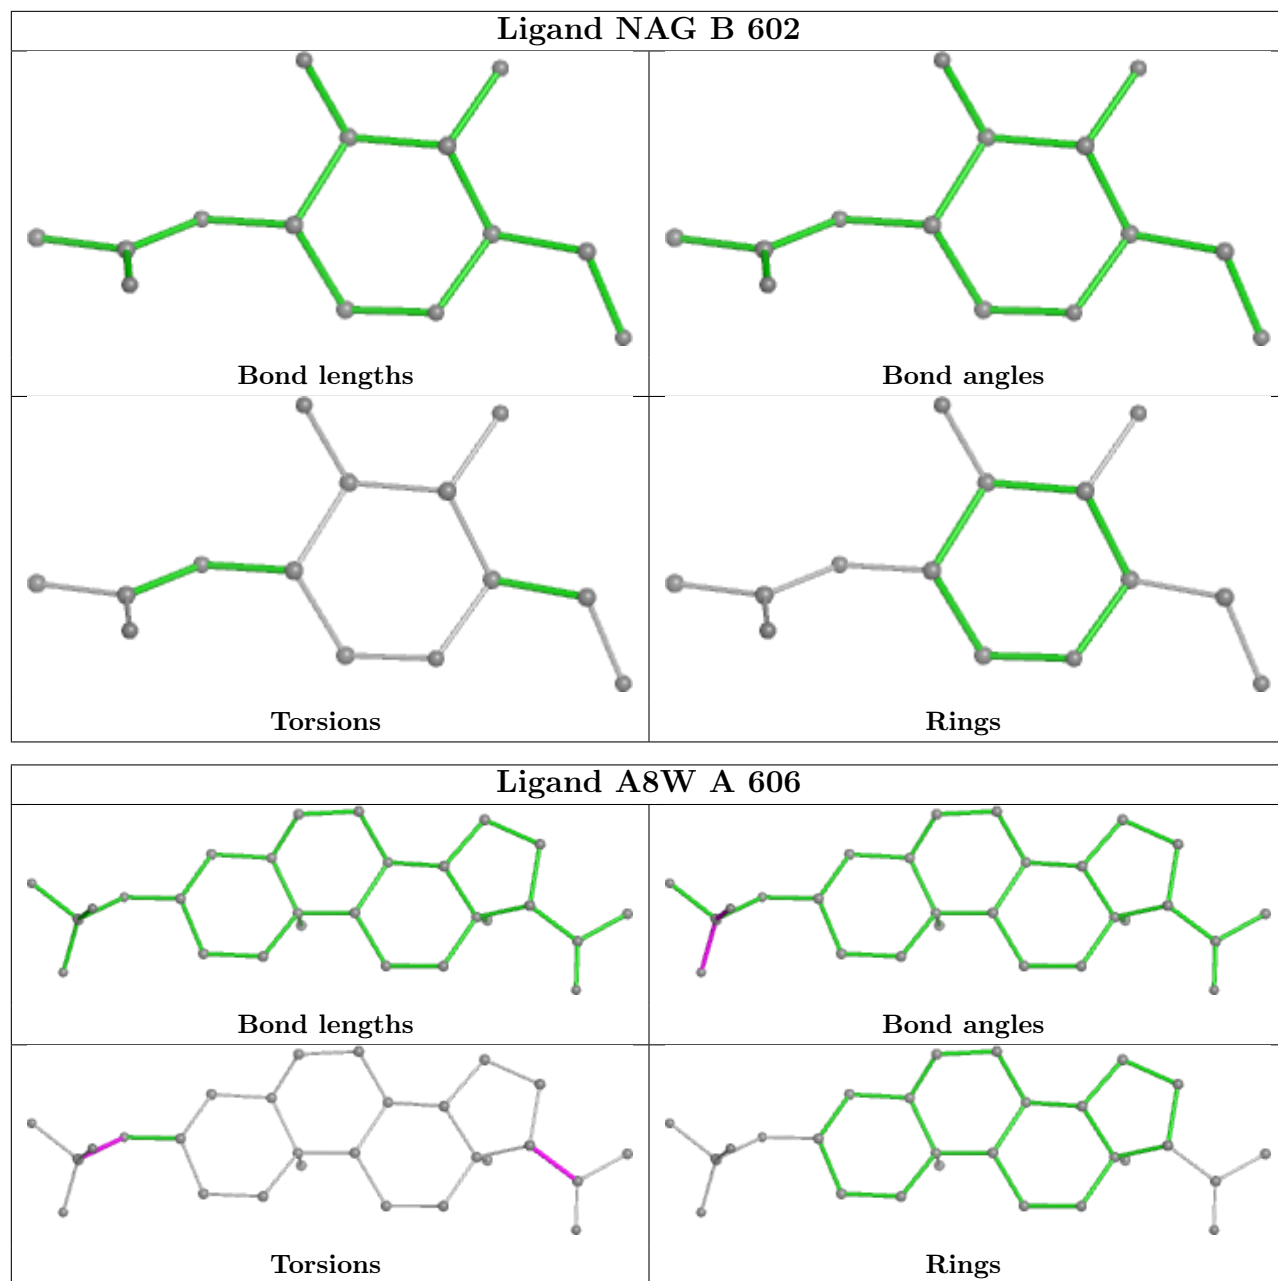 Ligand NAG B 602
Bond lengths
Bond angles
Torsions
Rings
Ligand A8W A 606
Bond lengths
Bond angles
Torsions
Rings